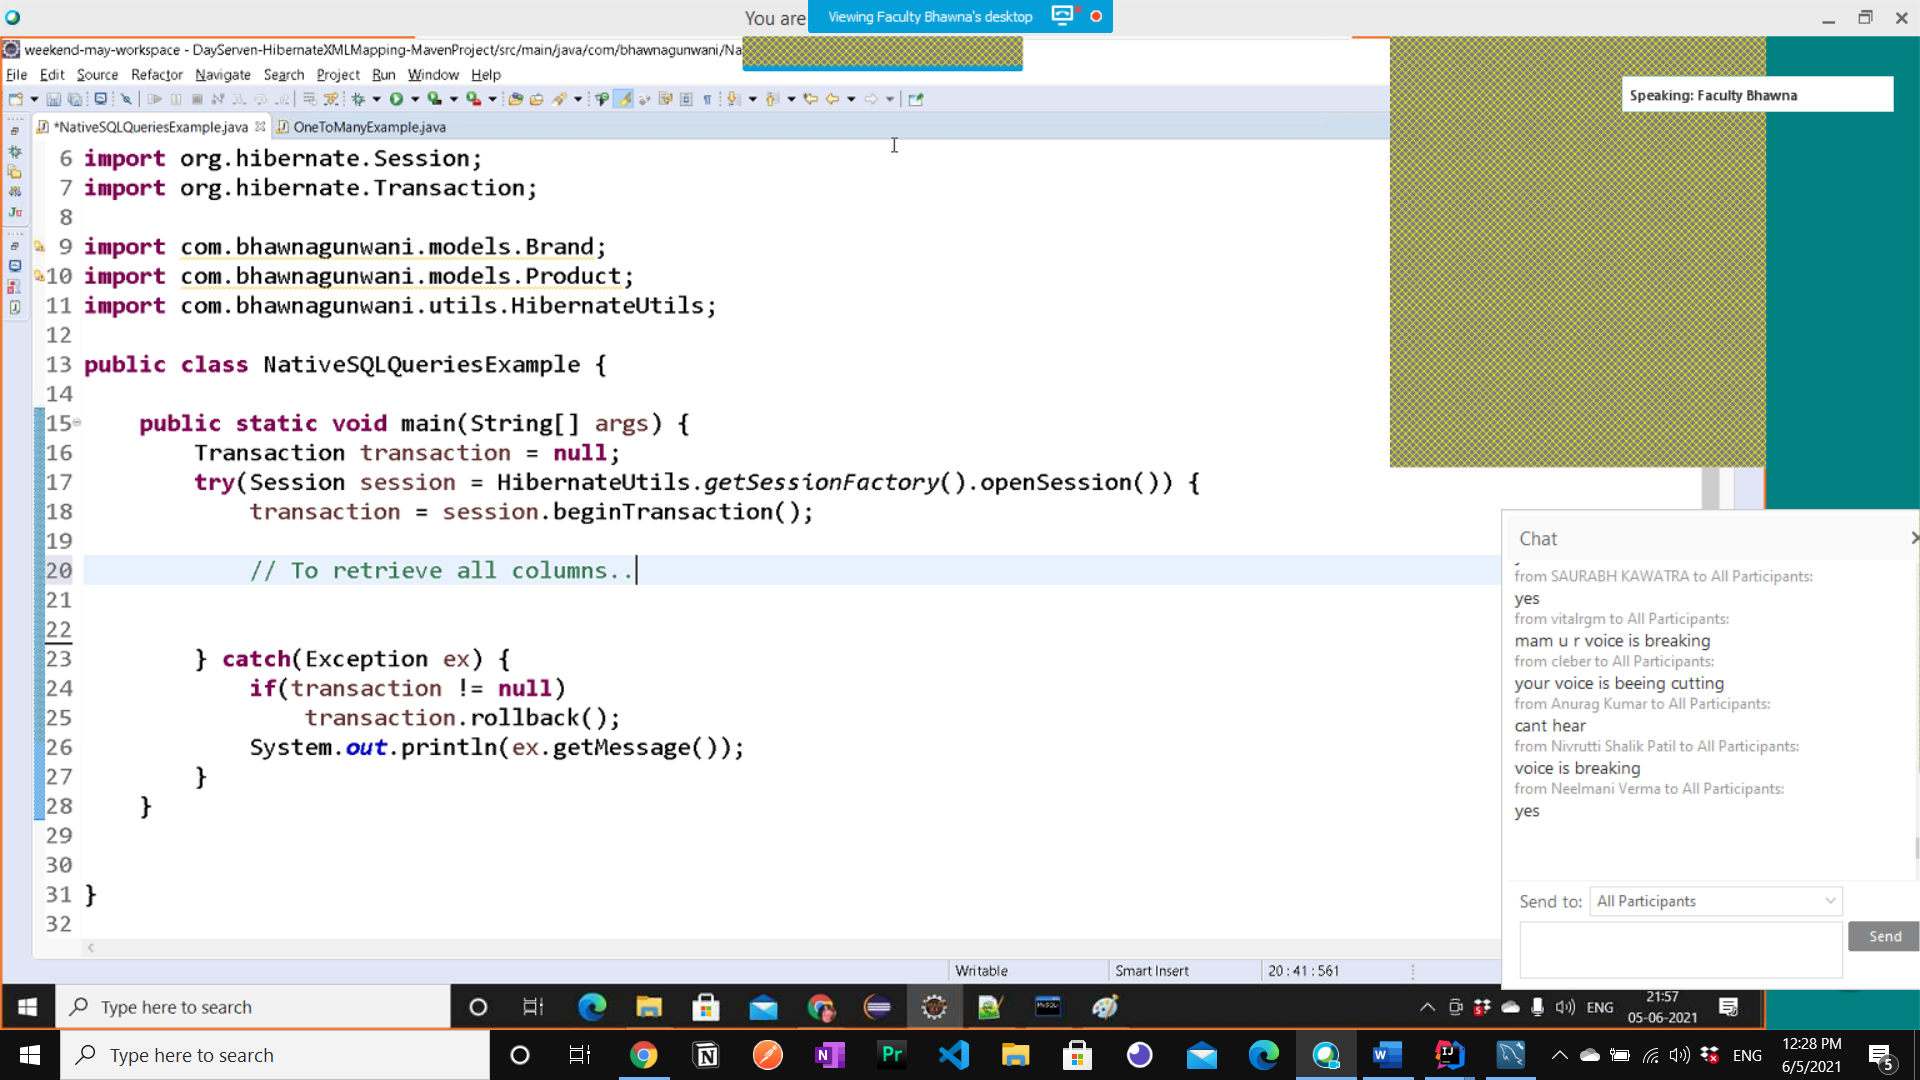 You are
Viewing Faculty Bhawna's desktop
weekend-may-workspace - DayServen-HibernateXMLMapping-MavenProject/src/main/java/com/bhawnagunwani/Na
File Edit Source Refactor Navigate Search Project Run Window Help
Speaking: Faculty Bhawna
*NativeSQLQueriesExample.java OneToManyExample.java
6 import org.hibernate.Session;
7 import org.hibernate.Transaction;
8
9 import com.bhawnagunwani.models.Brand;
10 import com.bhawnagunwani.models.Product;
11 import com.bhawnagunwani.utils.HibernateUtils;
12
13 public class NativeSQLQueriesExample {
14
15 public static void main(String[] args) {
16 Transaction transaction = null;
17 try(Session session = HibernateUtils.getSessionFactory().openSession()) {
18 transaction = session.beginTransaction();
19
20 // To retrieve all columns..
21
22
23 } catch(Exception ex) {
24 if(transaction != null)
25 transaction.rollback();
26 System.out.println(ex.getMessage());
27 }
28 }
29
30
31 }
32
Writable Smart Insert 20 : 41 : 561
Chat
from SAURABH KAWATRA to All Participants:
yes
from vitalrgm to All Participants:
mam u r voice is breaking
from cleber to All Participants:
your voice is beeing cutting
from Anurag Kumar to All Participants:
cant hear
from Nivrutti Shalik Patil to All Participants:
voice is breaking
from Neelmani Verma to All Participants:
yes
Send to: All Participants
Send
Type here to search
ENG
21:57
05-06-2021
Type here to search
ENG
12:28 PM
6/5/2021
5